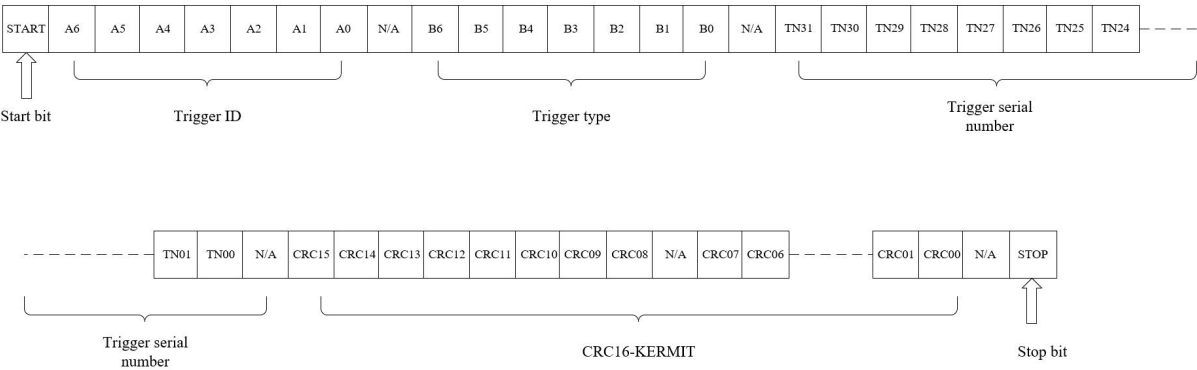 START A6 A5 A4 A3 A2 A1 A0 N/A B6 B5 B4 B3 B2 B1 B0 N/A TN31 TN30 TN29 TN28 TN27 TN26 TN25 TN24
Start bit
Trigger ID
Trigger type
Trigger serial
number
TN01 TN00 N/A CRC15 CRC14 CRC13 CRC12 CRC11 CRC10 CRC09 CRC08 N/A CRC07 CRC06 CRC01 CRC00 N/A STOP
Trigger serial
number
CRC16-KERMIT
Stop bit